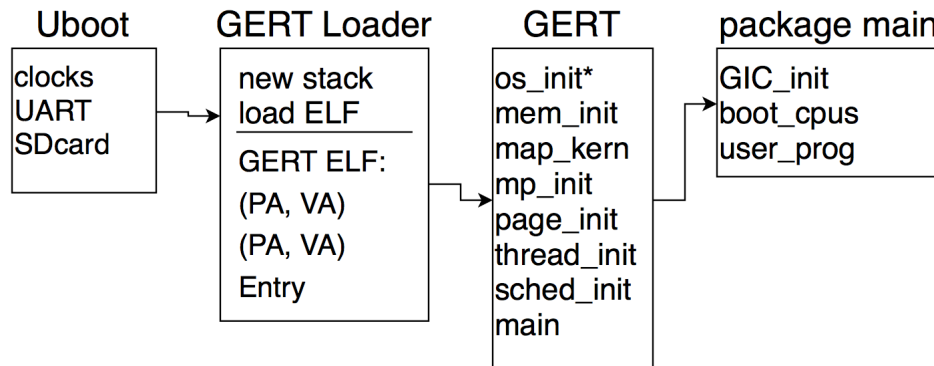 Uboot
clocks
UART
SDcard
GERT Loader
new stack
load ELF
GERT ELF:
(PA, VA)
(PA, VA)
Entry
GERT
os_init*
mem_init
map_kern
mp_init
page_init
thread_init
sched_init
main
package main
GIC_init
boot_cpus
user_prog